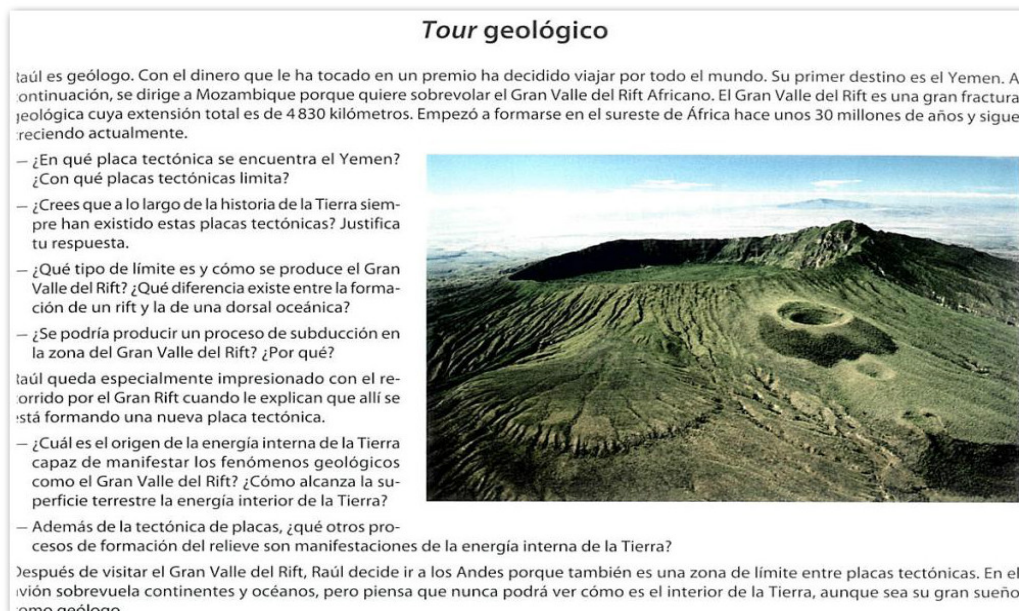 Tour geológico
Raúl es geólogo. Con el dinero que le ha tocado en un premio ha decidido viajar por todo el mundo. Su primer destino es el Yemen. A
continuación, se dirige a Mozambique porque quiere sobrevolar el Gran Valle del Rift Africano. El Gran Valle del Rift es una gran fractura
geológica cuya extensión total es de 4 830 kilómetros. Empezó a formarse en el sureste de África hace unos 30 millones de años y sigue
creciendo actualmente.
— ¿En qué placa tectónica se encuentra el Yemen?
¿Con qué placas tectónicas limita?
— ¿Crees que a lo largo de la historia de la Tierra siem-
pre han existido estas placas tectónicas? Justifica
tu respuesta.
— ¿Qué tipo de límite es y cómo se produce el Gran
Valle del Rift? ¿Qué diferencia existe entre la forma-
ción de un rift y la de una dorsal oceánica?
— ¿Se podría producir un proceso de subducción en
la zona del Gran Valle del Rift? ¿Por qué?
Raúl queda especialmente impresionado con el re-
corrido por el Gran Rift cuando le explican que allí se
está formando una nueva placa tectónica.
— ¿Cuál es el origen de la energía interna de la Tierra
capaz de manifestar los fenómenos geológicos
como el Gran Valle del Rift? ¿Cómo alcanza la su-
perficie terrestre la energía interior de la Tierra?
— Además de la tectónica de placas, ¿qué otros pro-
cesos de formación del relieve son manifestaciones de la energía interna de la Tierra?
Después de visitar el Gran Valle del Rift, Raúl decide ir a los Andes porque también es una zona de límite entre placas tectónicas. En el
avión sobrevuela continentes y océanos, pero piensa que nunca podrá ver cómo es el interior de la Tierra, aunque sea su gran sueño
como geólogo.